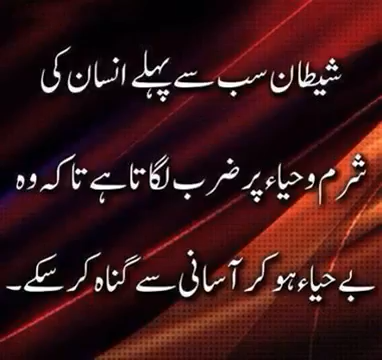 شیطان سب سے پہلے انسان کی
شرم و حیاء پر ضرب لگاتا ہے تاکہ وہ
بے حیاء ہو کر آسانی سے گناہ کر سکے۔